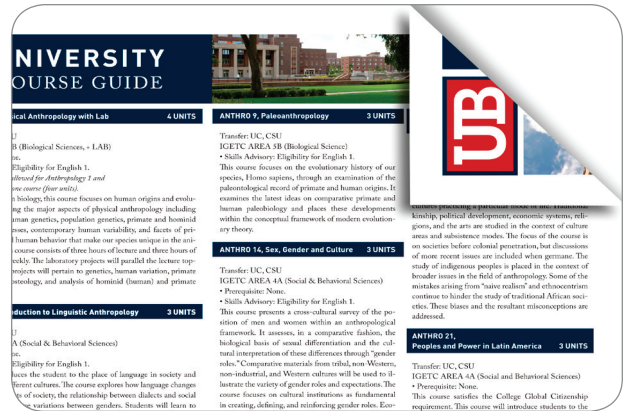 NIVERSITY
OURSE GUIDE
sical Anthropology with Lab 4 UNITS
U
B (Biological Sciences, + LAB)
ne.
Eligibility for English 1.
llowed for Anthropology 1 and
one course (four units).
n biology, this course focuses on human origins and evolu-
ng the major aspects of physical anthropology including
uman genetics, population genetics, primate and hominid
sses, contemporary human variability, and facets of pri-
d human behavior that make our species unique in the ani-
course consists of three hours of lecture and three hours of
eekly. The laboratory projects will parallel the lecture top-
projects will pertain to genetics, human variation, primate
steology, and analysis of hominid (human) and primate
duction to Linguistic Anthropology 3 UNITS
U
A (Social & Behavioral Sciences)
ne.
Eligibility for English 1.
uces the student to the place of language in society and
fferent cultures. The course explores how language changes
ts of society, the relationship between dialects and social
variations between genders. Students will learn to
ANTHRO 9, Paleoanthropology 3 UNITS
Transfer: UC, CSU
IGETC AREA 5B (Biological Science)
• Skills Advisory: Eligibility for English 1.
This course focuses on the evolutionary history of our
species, Homo sapiens, through an examination of the
paleontological record of primate and human origins. It
examines the latest ideas on comparative primate and
human paleobiology and places these developments
within the conceptual framework of modern evolution-
ary theory.
ANTHRO 14, Sex, Gender and Culture 3 UNITS
Transfer: UC, CSU
IGETC AREA 4A (Social & Behavioral Sciences)
• Prerequisite: None.
• Skills Advisory: Eligibility for English 1.
This course presents a cross-cultural survey of the po-
sition of men and women within an anthropological
framework. It assesses, in a comparative fashion, the
biological basis of sexual differentiation and the cul-
tural interpretation of these differences through "gender
roles." Comparative materials from tribal, non-Western,
non-industrial, and Western cultures will be used to il-
lustrate the variety of gender roles and expectations. The
course focuses on cultural institutions as fundamental
in creating, defining, and reinforcing gender roles. Eco-
UB
cultures practicing a particular mode of art. Traditional
kinship, political development, economic systems, reli-
gions, and the arts are studied in the context of culture
areas and subsistence modes. The focus of the course is
on societies before colonial penetration, but discussions
of more recent issues are included when germane. The
study of indigenous peoples is placed in the context of
broader issues in the field of anthropology. Some of the
mistakes arising from "naive realism" and ethnocentrism
continue to hinder the study of traditional African soci-
eties. These biases and the resultant misconceptions are
addressed.
ANTHRO 21,
Peoples and Power in Latin America 3 UNITS
Transfer: UC, CSU
IGETC AREA 4A (Social and Behavioral Sciences)
• Prerequisite: None.
This course satisfies the College Global Citizenship
requirement. This course will introduce students to the